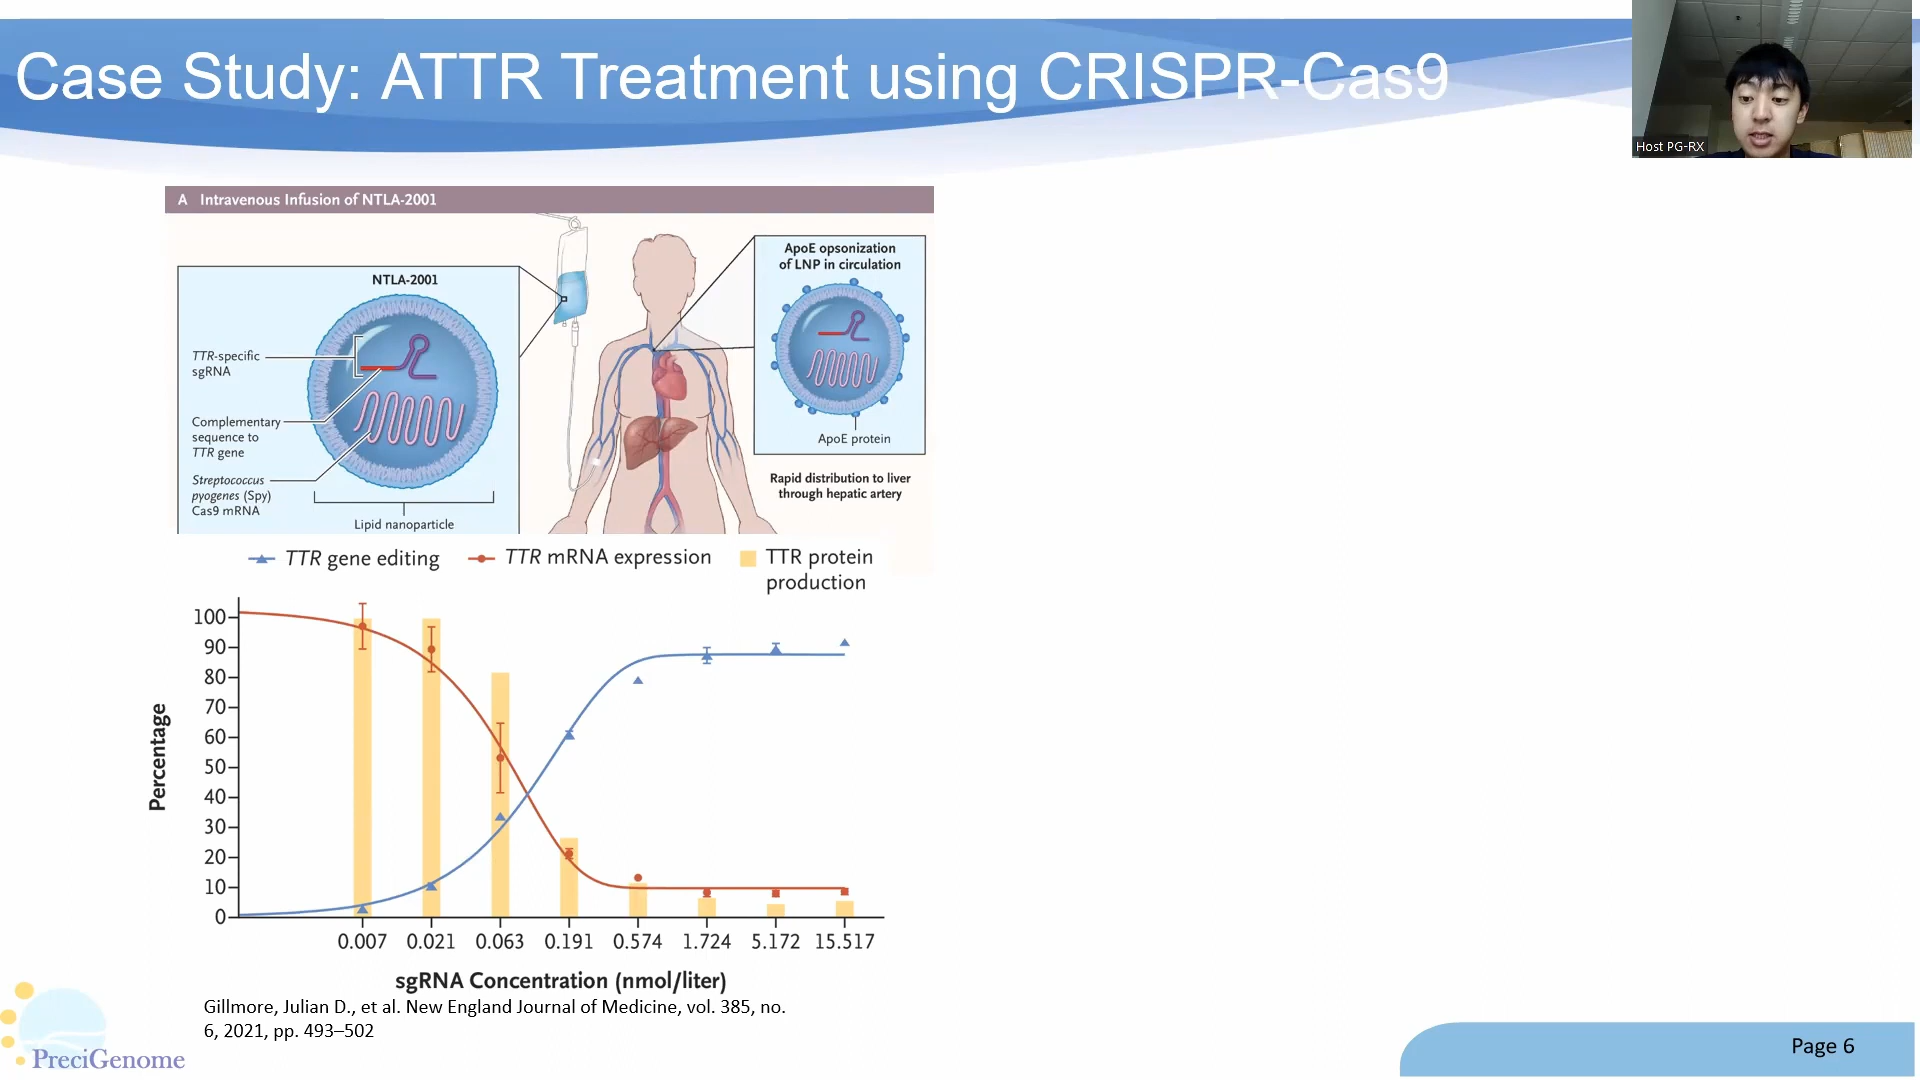 Case Study: ATTR Treatment using CRISPR-Cas9
Host PG-RX
A Intravenous Infusion of NTLA-2001
NTLA-2001
TTR-specific
sgRNA
Complementary
sequence to
TTR gene
Streptococcus
pyogenes (Spy)
Cas9 mRNA
Lipid nanoparticle
ApoE opsonization
of LNP in circulation
ApoE protein
Rapid distribution to liver
through hepatic artery
TTR gene editing
TTR mRNA expression
TTR protein
production
Percentage
100
90
80
70
60
50
40
30
20
10
0
0.007 0.021 0.063 0.191 0.574 1.724 5.172 15.517
sgRNA Concentration (nmol/liter)
Gillmore, Julian D., et al. New England Journal of Medicine, vol. 385, no.
6, 2021, pp. 493–502
PreciGenome
Page 6